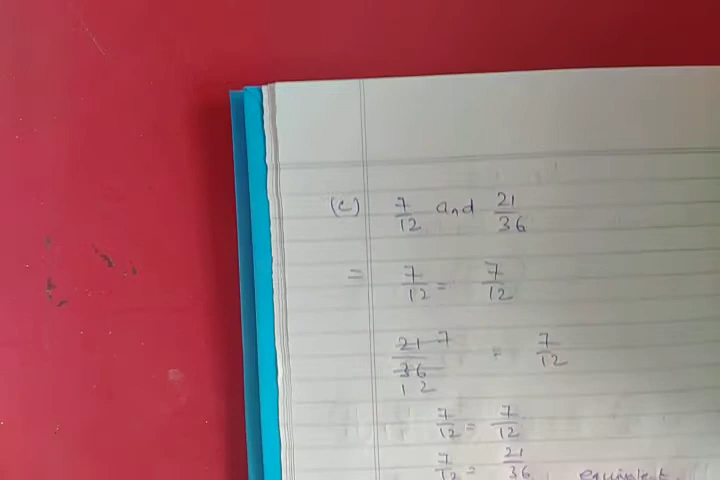 (c) 7/12 and 21/36
= 7/12 = 7/12
21 7
36
12 = 7/12
7/12 = 7/12
7/12 = 21/36 equivalent.